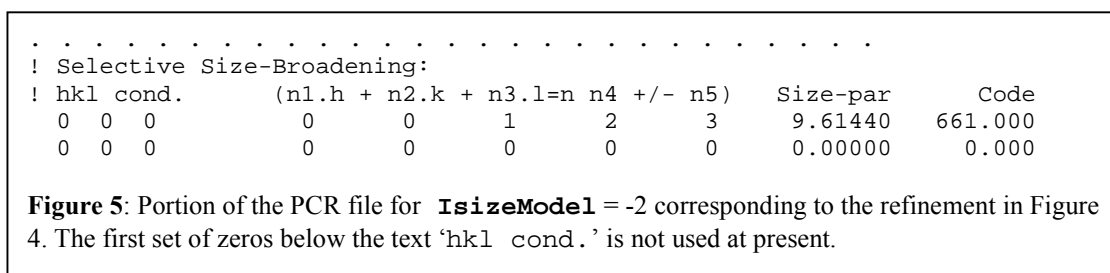 . . . . . . . . . . . . . . . . . . . . . . . . . . .
! Selective Size-Broadening:
! hkl cond. (n1.h + n2.k + n3.l=n n4 +/- n5) Size-par Code
0 0 0 0 0 1 2 3 9.61440 661.000
0 0 0 0 0 0 0 0 0.00000 0.000
Figure 5: Portion of the PCR file for IsizeModel = -2 corresponding to the refinement in Figure
4. The first set of zeros below the text ‘hkl cond.’ is not used at present.